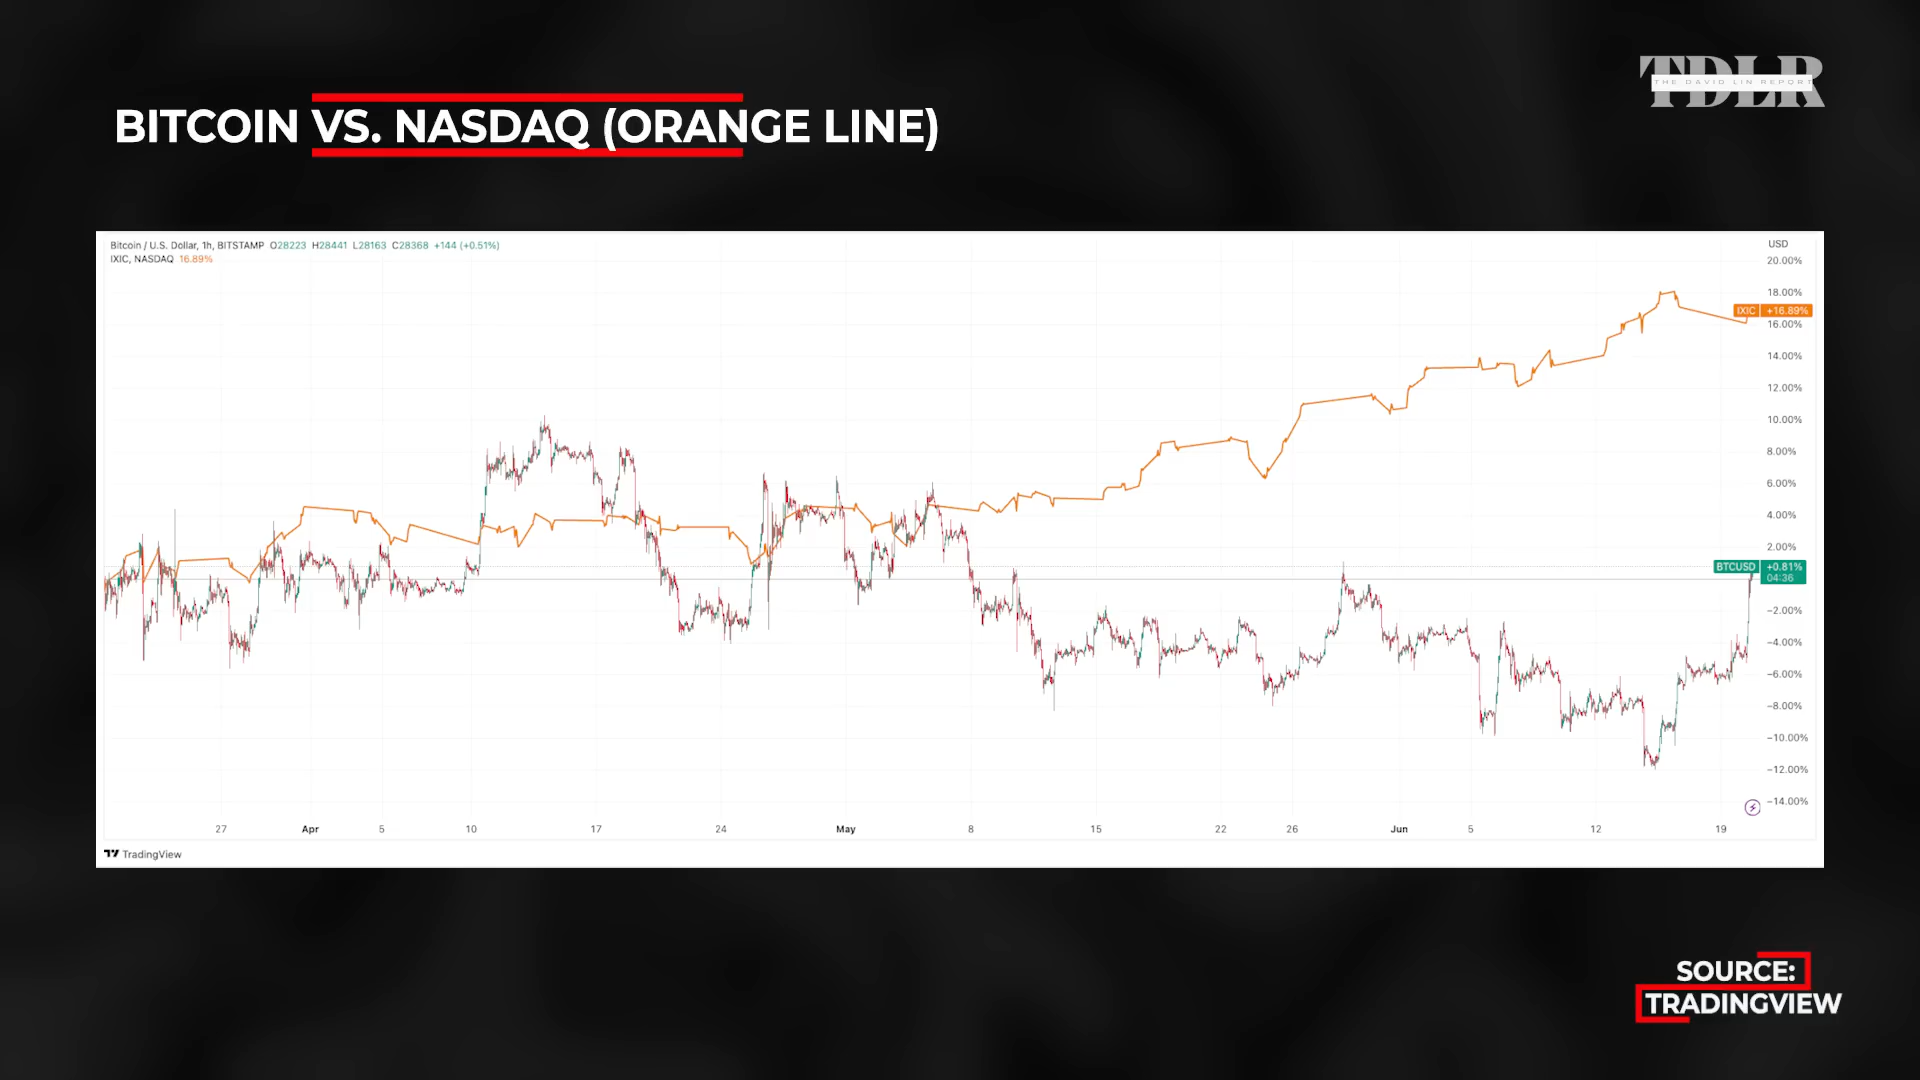 TDLR
THE DAVID LIN REPORT
BITCOIN VS. NASDAQ (ORANGE LINE)
Bitcoin / U.S. Dollar, 1h, BITSTAMP O28223 H28441 L28163 C28368 +144 (+0.51%)
IXIC, NASDAQ 16.89%
USD
20.00%
18.00%
IXIC +16.89%
16.00%
14.00%
12.00%
10.00%
8.00%
6.00%
4.00%
2.00%
BTCUSD +0.81%
04:36
−2.00%
−4.00%
−6.00%
−8.00%
−10.00%
−12.00%
−14.00%
27 Apr 5 10 17 24 May 8 15 22 26 Jun 5 12 19
TradingView
SOURCE:
TRADINGVIEW